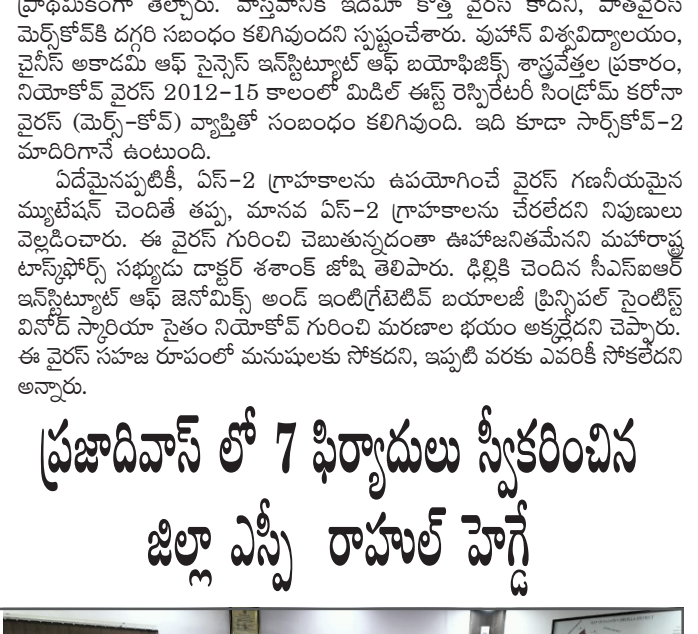 ప్రాథమికంగా తేల్చారు. వాస్తవానికి ఇదేమీ కొత్త వైరస్ కాదని, పాతవైరస్
మెర్స్‌కోవ్‌కి దగ్గరి సబంధం కలిగివుందని స్పష్టంచేశారు. వుహాన్ విశ్వవిద్యాలయం,
చైనీస్ అకాడమి ఆఫ్ సైన్సెస్ ఇన్‌స్టిట్యూట్ ఆఫ్ బయోఫిజిక్స్ శాస్త్రవేత్తల ప్రకారం,
నియోకోవ్ వైరస్ 2012-15 కాలంలో మిడిల్ ఈస్ట్ రెస్పిరేటరీ సిండ్రోమ్ కరోనా
వైరస్ (మెర్స్-కోవ్) వ్యాప్తితో సంబంధం కలిగివుంది. ఇది కూడా సార్స్‌కోవ్-2
మాదిరిగానే ఉంటుంది.
ఏదేమైనప్పటికీ, ఏస్-2 గ్రాహకాలను ఉపయోగించే వైరస్ గణనీయమైన
మ్యుటేషన్ చెందితే తప్ప, మానవ ఏస్-2 గ్రాహకాలను చేరలేదని నిపుణులు
వెల్లడించారు. ఈ వైరస్ గురించి చెబుతున్నదంతా ఊహాజనితమేనని మహారాష్ట్ర
టాస్క్‌ఫోర్స్ సభ్యుడు డాక్టర్ శశాంక్ జోషి తెలిపారు. ఢిల్లికి చెందిన సీఎస్ఐఆర్
ఇన్‌స్టిట్యూట్ ఆఫ్ జెనోమిక్స్ అండ్ ఇంటిగ్రేటెటివ్ బయాలజీ ప్రిన్సిపల్ సైంటిస్ట్
వినోద్ స్కారియా సైతం నియోకోవ్ గురించి మరణాల భయం అక్కర్లేదని చెప్పారు.
ఈ వైరస్ సహజ రూపంలో మనుషులకు సోకదని, ఇప్పటి వరకు ఎవరికీ సోకలేదని
అన్నారు.
ప్రజాదివాస్ లో 7 ఫిర్యాదులు స్వీకరించిన
జిల్లా ఎస్పీ రాహుల్ హెగ్డే